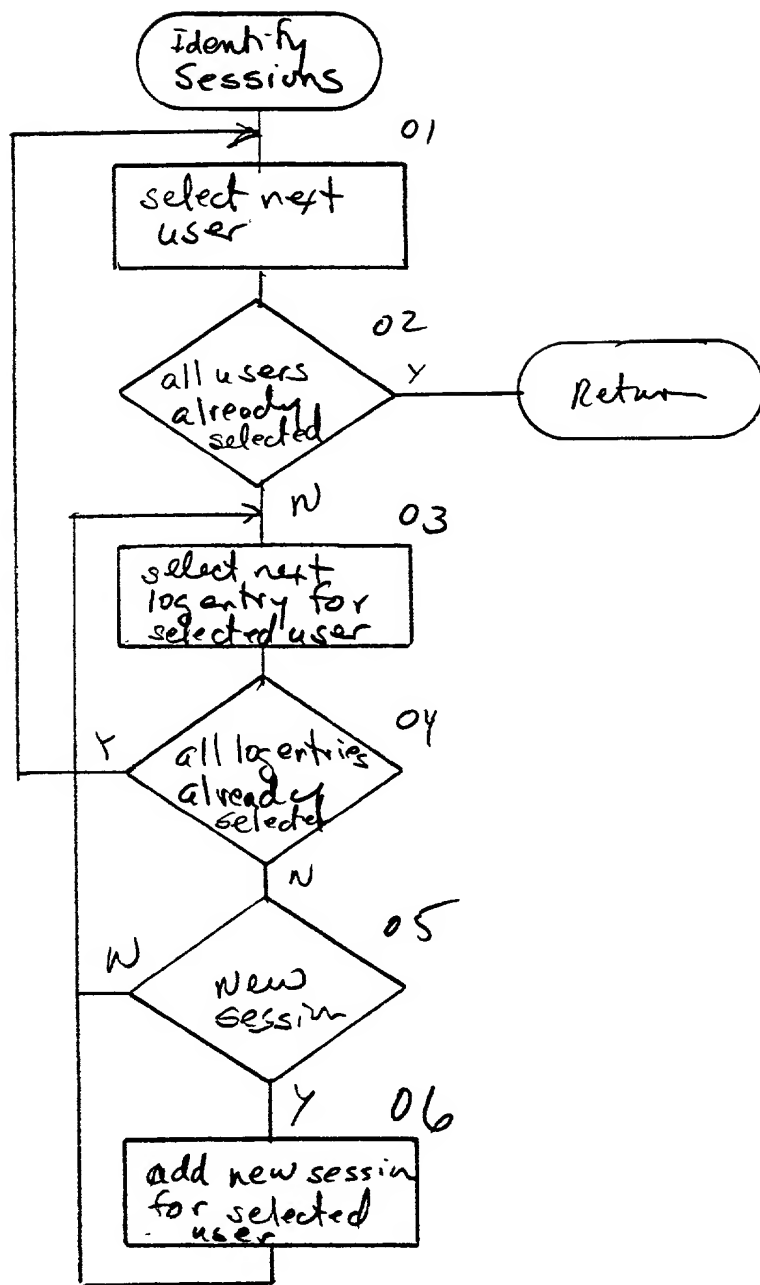 Identify
Sessions
01
select next
user
02
all users
already
selected
Y
Return
N
03
select next
log entry for
selected user
04
Y
all log entries
already
selected
N
05
N
New
session
Y
06
add new sessin
for selected
user